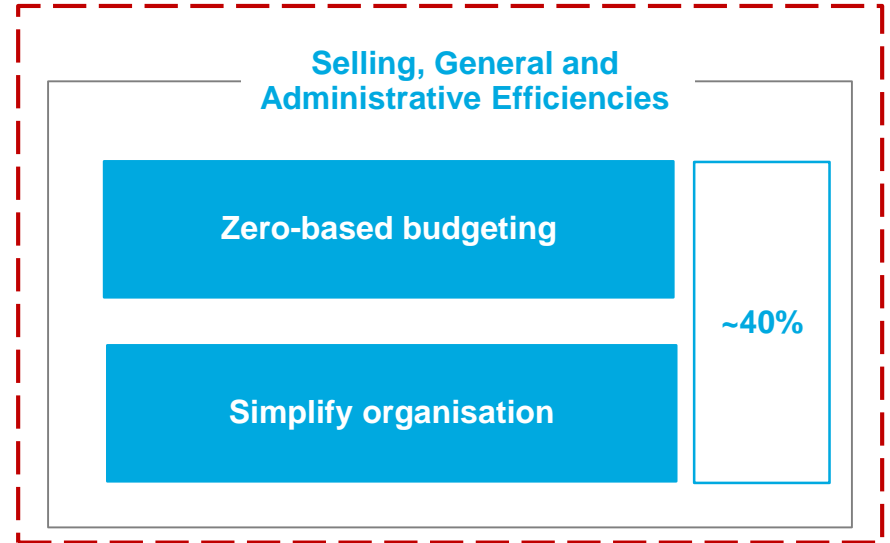 Selling, General and
Administrative Efficiencies
Zero-based budgeting
~40%
Simplify organisation